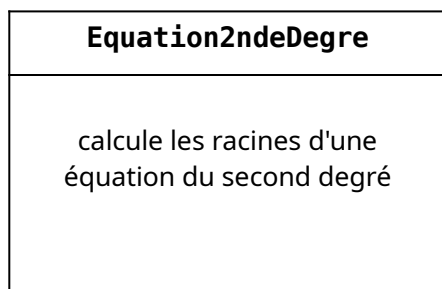 Equation2ndeDegre
calcule les racines d'une
équation du second degré